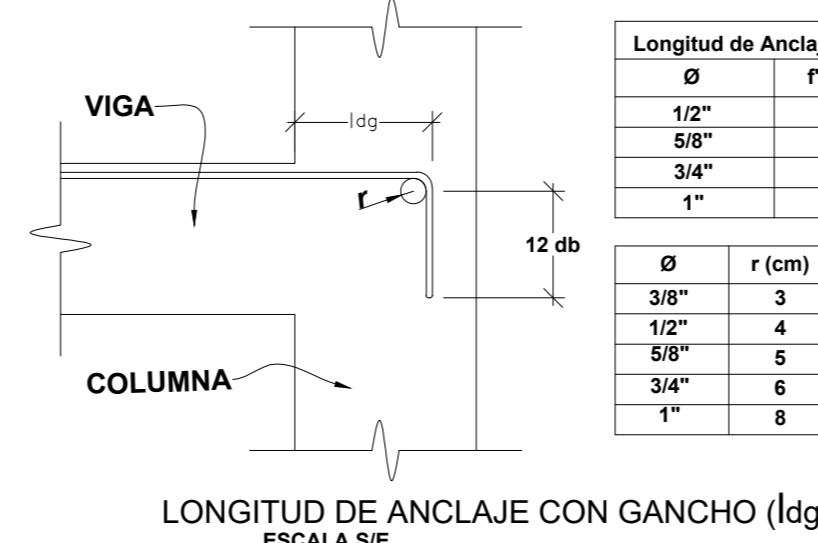 VIGA
ldg
r
12 db
COLUMNA
Longitud de Ancla
Ø
1/2"
5/8"
3/4"
1"
Ø r (cm)
3/8" 3
1/2" 4
5/8" 5
3/4" 6
1" 8
LONGITUD DE ANCLAJE CON GANCHO (ldg
ESCALA S/E